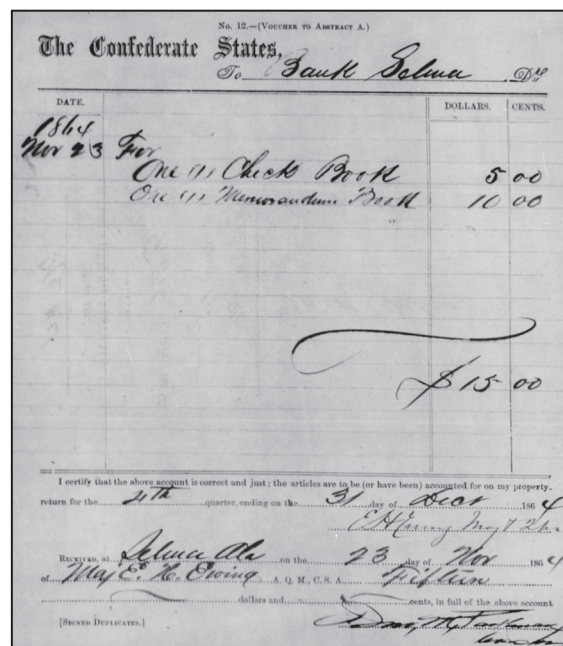 No. 12.—(Voucher to Abstract A.)
The Confederate States,
To Bank Selma Dr
DATE. DOLLARS. CENTS.
1864
Nov 23 For
One (1) Check Book 5 00
One (1) Memorandum Book 10 00
$15 00
I certify that the above account is correct and just; the articles are to be (or have been) accounted for on my property
return for the 4th quarter, ending on the 31 day of Decr 1864
E H Ewing Maj & Q M
Received, at Selma Ala on the 23 day of Nov 1864
of Maj E. H. Ewing A. Q. M., C. S. A. Fifteen
dollars and cents, in full of the above account
[Signed Duplicates.]